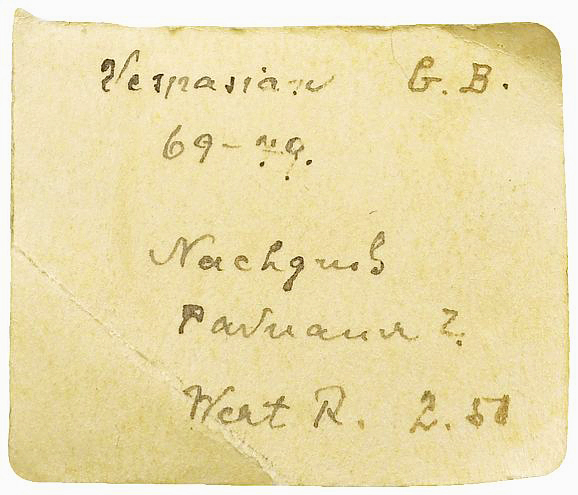 Vespasian G. B.
69-79.
Nachguß
Paduaner ?
Wert R. 2.50